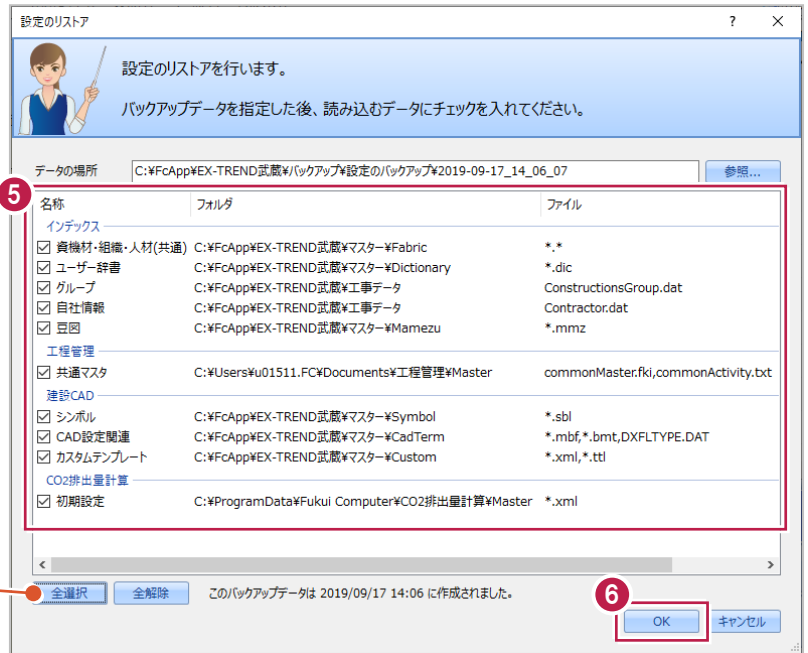 設定のリストア ? ×
設定のリストアを行います。
バックアップデータを指定した後、読み込むデータにチェックを入れてください。
データの場所 C:¥FcApp¥EX-TREND武蔵¥バックアップ¥設定のバックアップ¥2019-09-17_14_06_07 参照...
5
名称 フォルダ ファイル
インデックス
資機材・組織・人材(共通) C:¥FcApp¥EX-TREND武蔵¥マスター¥Fabric *.*
ユーザー辞書 C:¥FcApp¥EX-TREND武蔵¥マスター¥Dictionary *.dic
グループ C:¥FcApp¥EX-TREND武蔵¥工事データ ConstructionsGroup.dat
自社情報 C:¥FcApp¥EX-TREND武蔵¥工事データ Contractor.dat
豆図 C:¥FcApp¥EX-TREND武蔵¥マスター¥Mamezu *.mmz
工程管理
共通マスタ C:¥Users¥u01511.FC¥Documents¥工程管理¥Master commonMaster.fki,commonActivity.txt
建設CAD
シンボル C:¥FcApp¥EX-TREND武蔵¥マスター¥Symbol *.sbl
CAD設定関連 C:¥FcApp¥EX-TREND武蔵¥マスター¥CadTerm *.mbf,*.bmt,DXFLTYPE.DAT
カスタムテンプレート C:¥FcApp¥EX-TREND武蔵¥マスター¥Custom *.xml,*.ttl
CO2排出量計算
初期設定 C:¥ProgramData¥Fukui Computer¥CO2排出量計算¥Master *.xml
全選択 全解除 このバックアップデータは 2019/09/17 14:06 に作成されました。
6
OK キャンセル